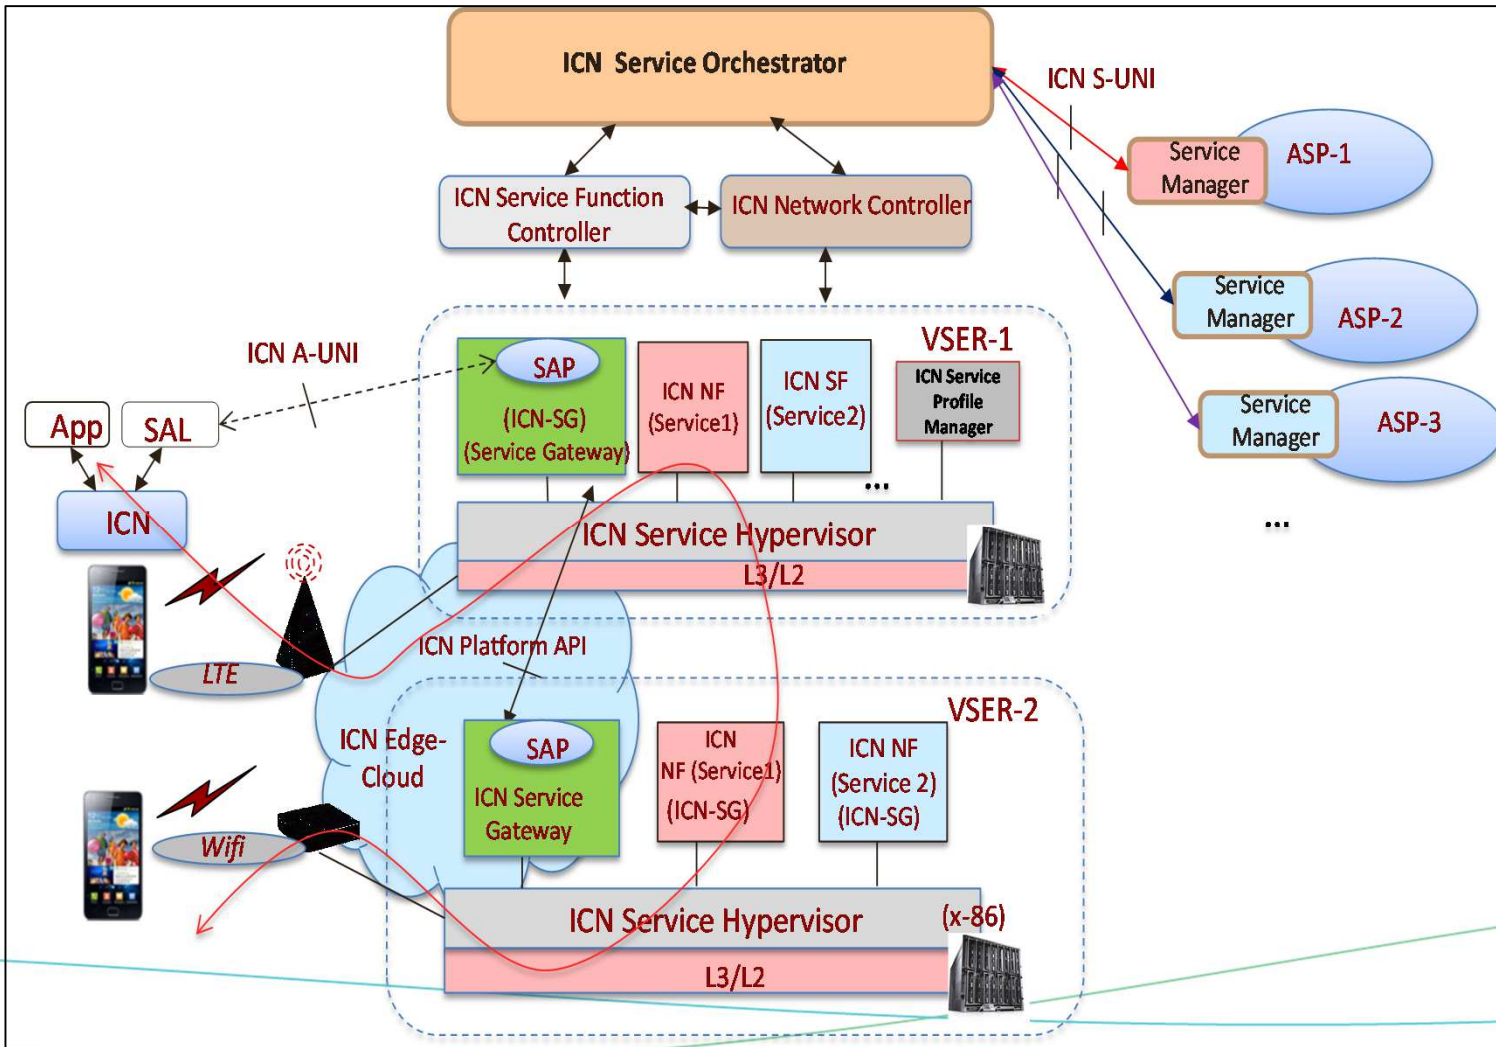 ICN Service Orchestrator
ICN S-UNI
Service
Manager
ASP-1
ICN Service Function
Controller
ICN Network Controller
Service
Manager
ASP-2
ICN A-UNI
VSER-1
SAP
(ICN-SG)
(Service Gateway)
ICN NF
(Service1)
ICN SF
(Service2)
ICN Service
Profile
Manager
...
Service
Manager
ASP-3
App
SAL
ICN
ICN Service Hypervisor
L3/L2
...
LTE
ICN Platform API
VSER-2
ICN Edge-
Cloud
SAP
ICN Service
Gateway
ICN
NF (Service1)
(ICN-SG)
ICN NF
(Service 2)
(ICN-SG)
Wifi
ICN Service Hypervisor
(x-86)
L3/L2